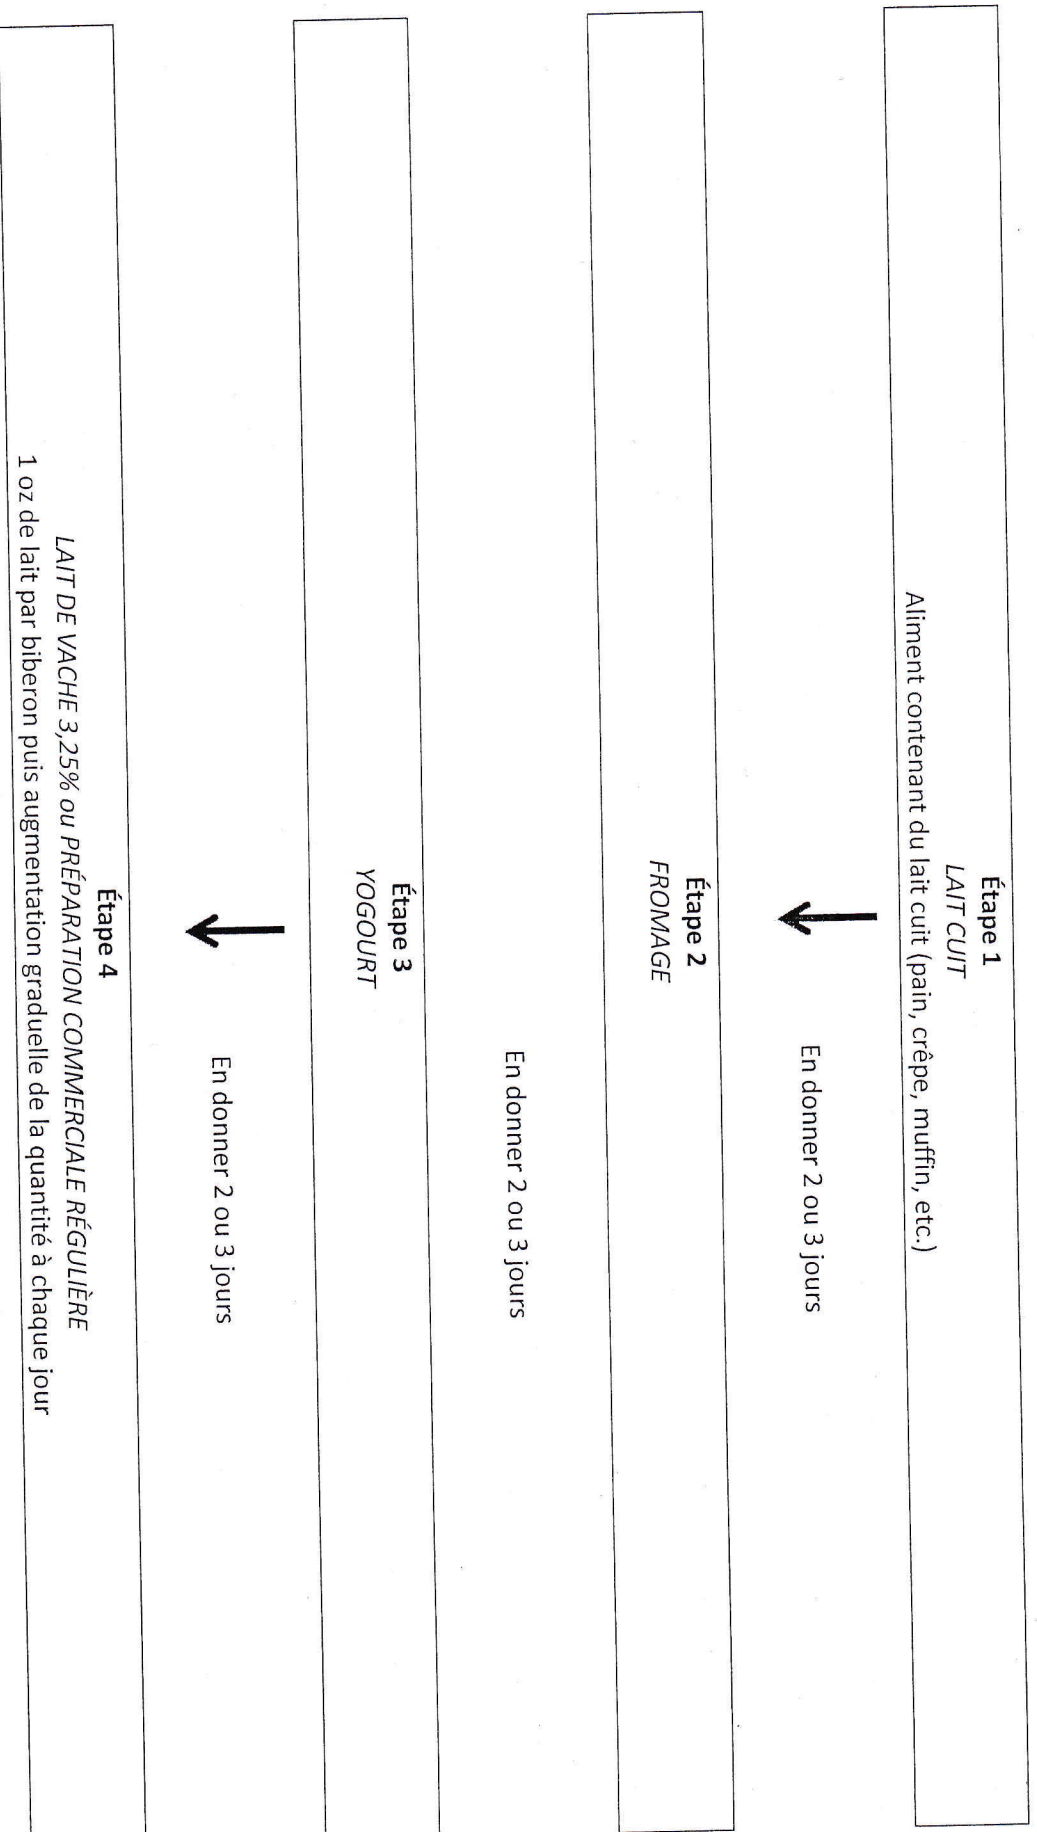 Étape 1
LAIT CUIT
Aliment contenant du lait cuit (pain, crêpe, muffin, etc.)
En donner 2 ou 3 jours
Étape 2
FROMAGE
En donner 2 ou 3 jours
Étape 3
YOGOURT
En donner 2 ou 3 jours
Étape 4
LAIT DE VACHE 3,25% ou PRÉPARATION COMMERCIALE RÉGULIÈRE
1 oz de lait par biberon puis augmentation graduelle de la quantité à chaque jour